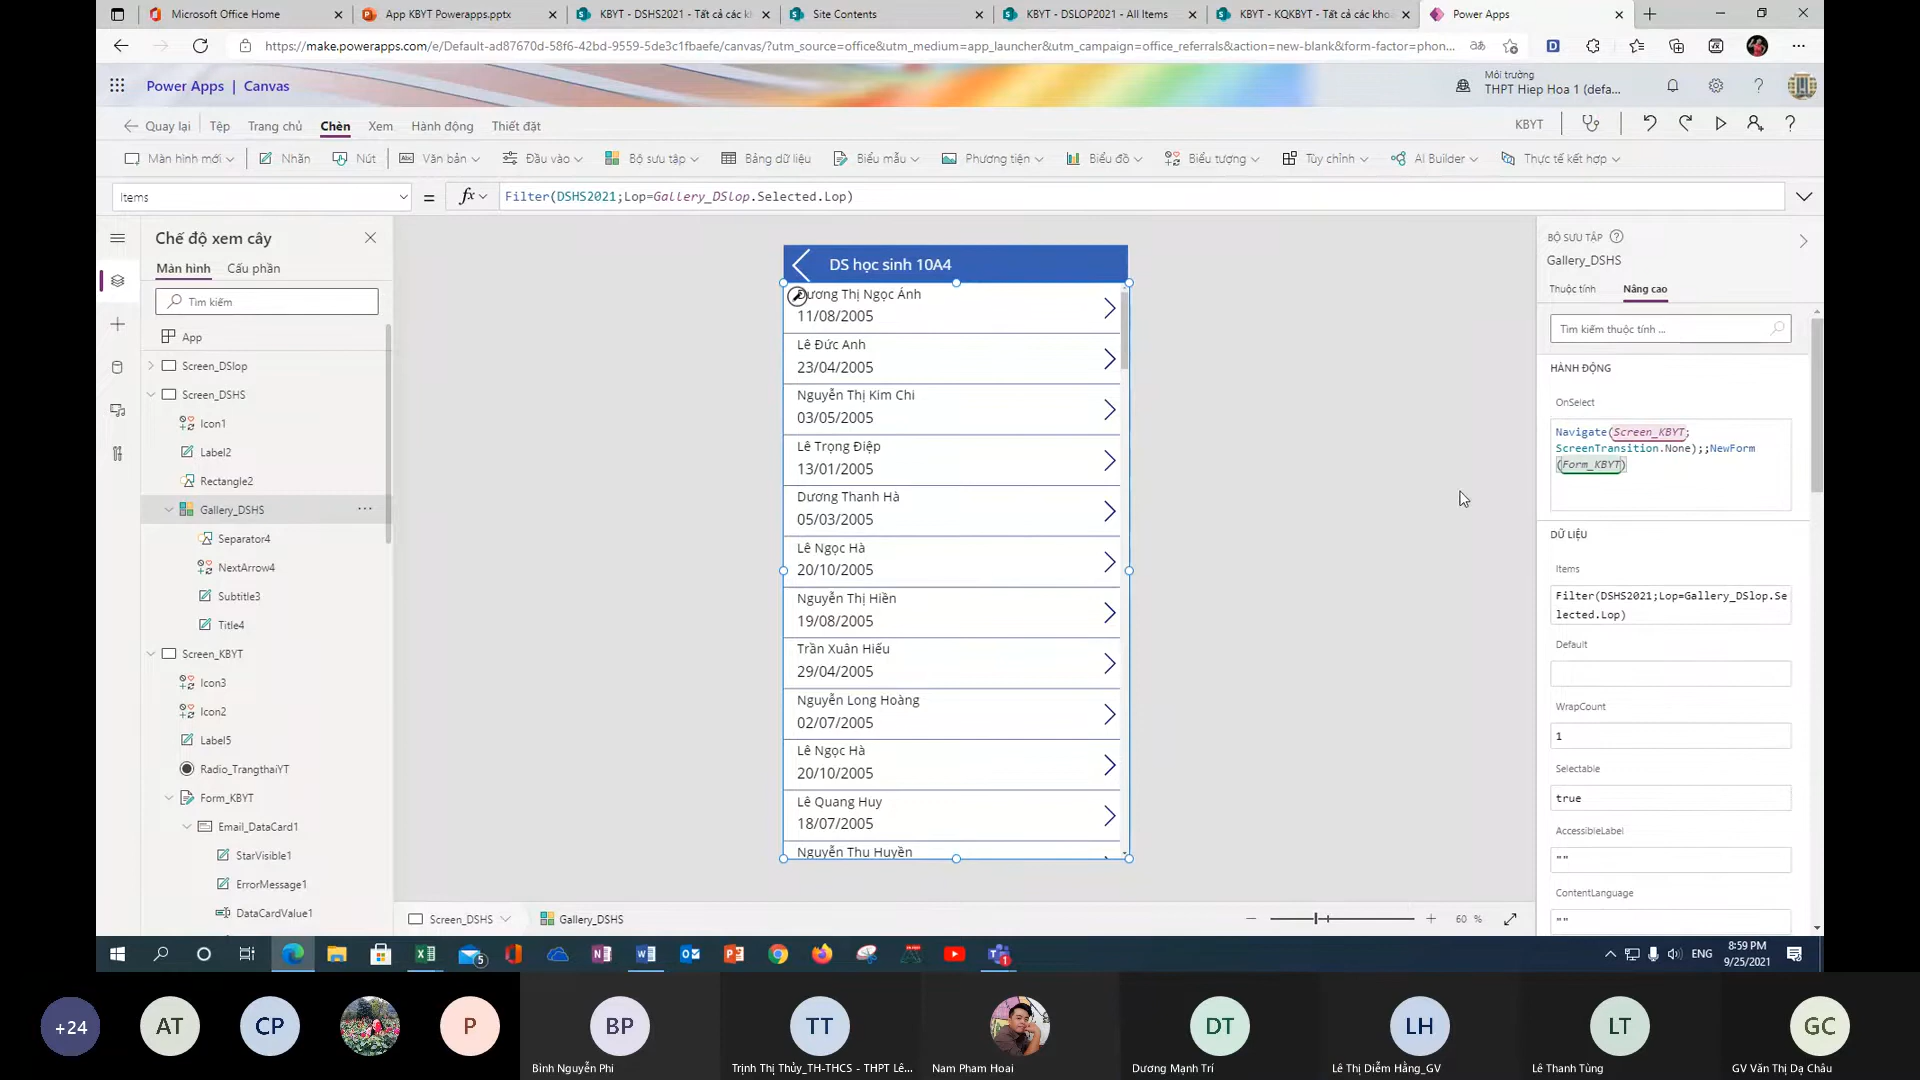 Microsoft Office Home
App KBYT Powerapps.pptx
KBYT - DSHS2021 - Tất cả các kh
Site Contents
KBYT - DSLOP2021 - All Items
KBYT - KQKBYT - Tất cả các kho
Power Apps
https://make.powerapps.com/e/Default-ad87670d-58f6-42bd-9559-5de3c1fbaefe/canvas/?utm_source=office&utm_medium=app_launcher&utm_campaign=office_referrals&action=new-blank&form-factor=phon...
Power Apps | Canvas
Môi trường
THPT Hiep Hoa 1 (defa...
Quay lại
Tệp
Trang chủ
Chèn
Xem
Hành động
Thiết đặt
KBYT
Màn hình mới
Nhãn
Nút
Văn bản
Đầu vào
Bộ sưu tập
Bảng dữ liệu
Biểu mẫu
Phương tiện
Biểu đồ
Biểu tượng
Tùy chỉnh
AI Builder
Thực tế kết hợp
Items
=
fx
Filter(DSHS2021;Lop=Gallery_DSlop.Selected.Lop)
Chế độ xem cây
Màn hình
Cấu phần
Tìm kiếm
App
Screen_DSlop
Screen_DSHS
Icon1
Label2
Rectangle2
Gallery_DSHS
Separator4
NextArrow4
Subtitle3
Title4
Screen_KBYT
Icon3
Icon2
Label5
Radio_TrangthaiYT
Form_KBYT
Email_DataCard1
StarVisible1
ErrorMessage1
DataCardValue1
DS học sinh 10A4
Dương Thị Ngọc Ánh
11/08/2005
Lê Đức Anh
23/04/2005
Nguyễn Thị Kim Chi
03/05/2005
Lê Trọng Điệp
13/01/2005
Dương Thanh Hà
05/03/2005
Lê Ngọc Hà
20/10/2005
Nguyễn Thị Hiền
19/08/2005
Trần Xuân Hiếu
29/04/2005
Nguyễn Long Hoàng
02/07/2005
Lê Ngọc Hà
20/10/2005
Lê Quang Huy
18/07/2005
Nguyễn Thu Huyền
Screen_DSHS
Gallery_DSHS
60 %
BỘ SƯU TẬP
Gallery_DSHS
Thuộc tính
Nâng cao
Tìm kiếm thuộc tính ...
HÀNH ĐỘNG
OnSelect
Navigate(Screen_KBYT;
ScreenTransition.None);;NewForm
(Form_KBYT)
DỮ LIỆU
Items
Filter(DSHS2021;Lop=Gallery_DSlop.Se
lected.Lop)
Default
WrapCount
1
Selectable
true
AccessibleLabel
""
ContentLanguage
""
5
1
ENG
8:59 PM
9/25/2021
+24
AT
CP
P
BP
Bình Nguyễn Phi
TT
Trịnh Thị Thủy_TH-THCS - THPT Lê...
Nam Pham Hoai
DT
Dương Mạnh Trí
LH
Lê Thị Diễm Hằng_GV
LT
Lê Thanh Tùng
GC
GV Văn Thị Dạ Châu